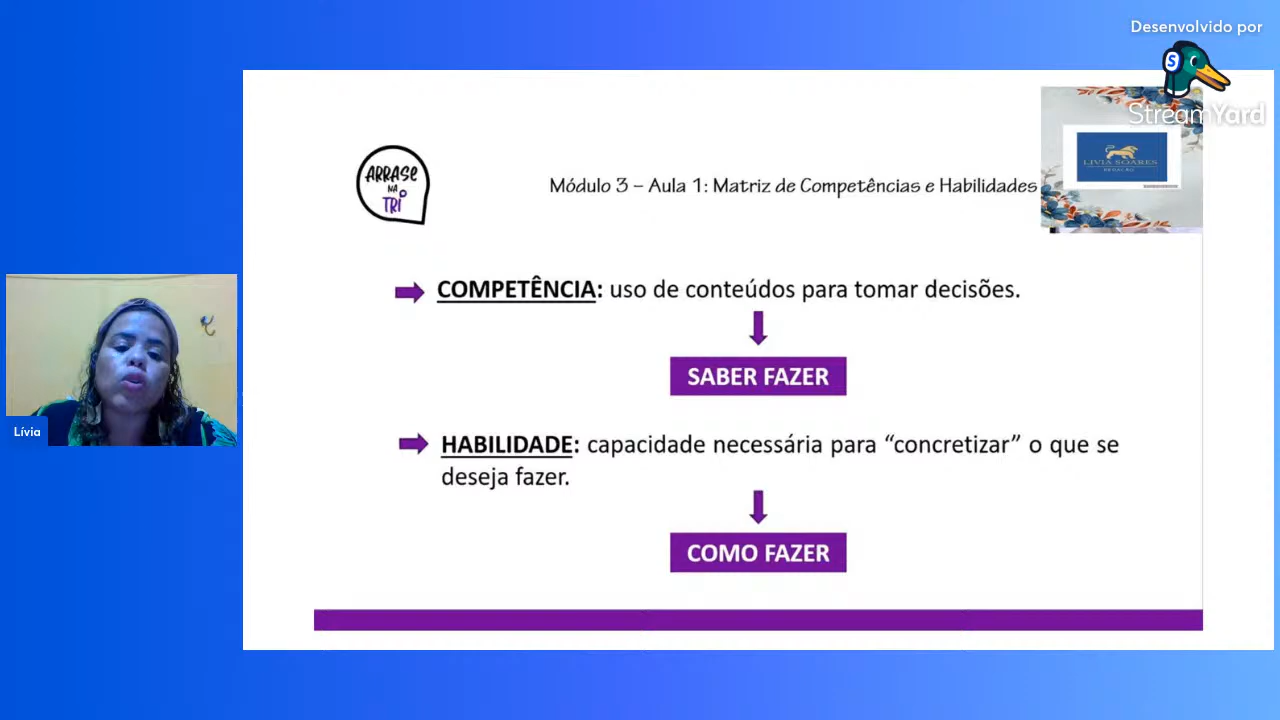 Desenvolvido por
S
StreamYard
ARRASE
NA
TRI
Módulo 3 – Aula 1: Matriz de Competências e Habilidades
LIVIA SOARES
COMPETÊNCIA: uso de conteúdos para tomar decisões.
SABER FAZER
HABILIDADE: capacidade necessária para “concretizar” o que se
deseja fazer.
COMO FAZER
Lívia